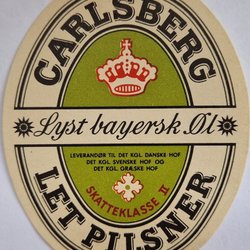 CARLSBERG
Lyst bayersk Øl
LEVERANDØR TIL DET KGL. DANSKE HOF
DET KGL. SVENSKE HOF OG
DET KGL. GRÆSKE HOF
SKATTEKLASSE II
LET PILSNER